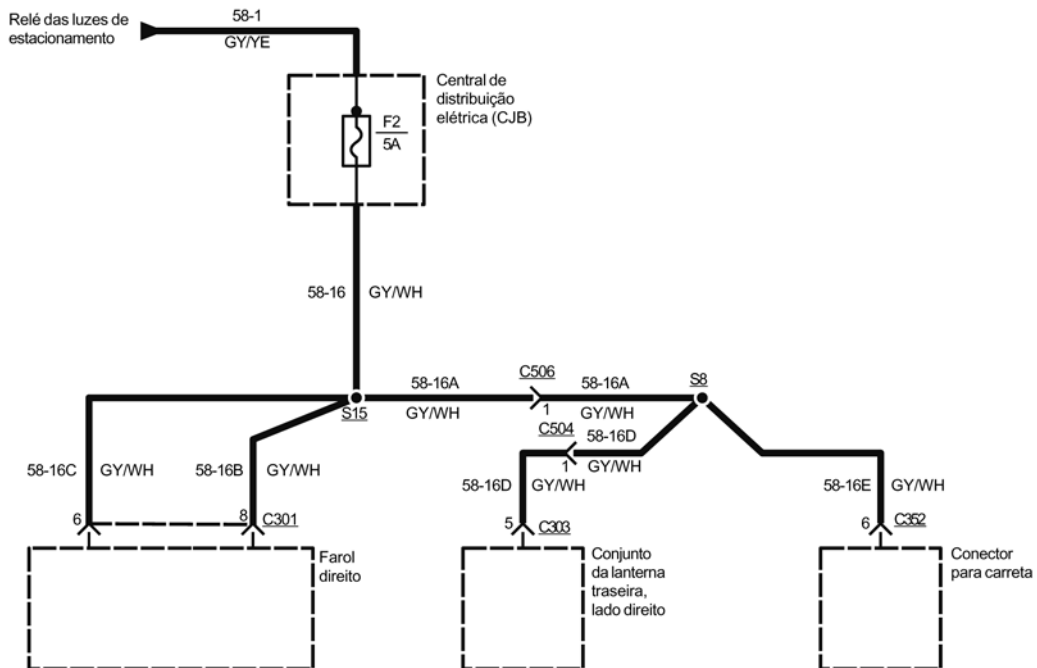 Relé das luzes de
estacionamento
58-1
GY/YE
Central de
distribuição
elétrica (CJB)
F2
5A
58-16
GY/WH
58-16A
GY/WH
C506
1
58-16A
GY/WH
S8
S15
C504
1
58-16D
GY/WH
58-16C
GY/WH
58-16B
GY/WH
58-16D
GY/WH
58-16E
GY/WH
6
8
C301
5
C303
6
C352
Farol
direito
Conjunto
da lanterna
traseira,
lado direito
Conector
para carreta